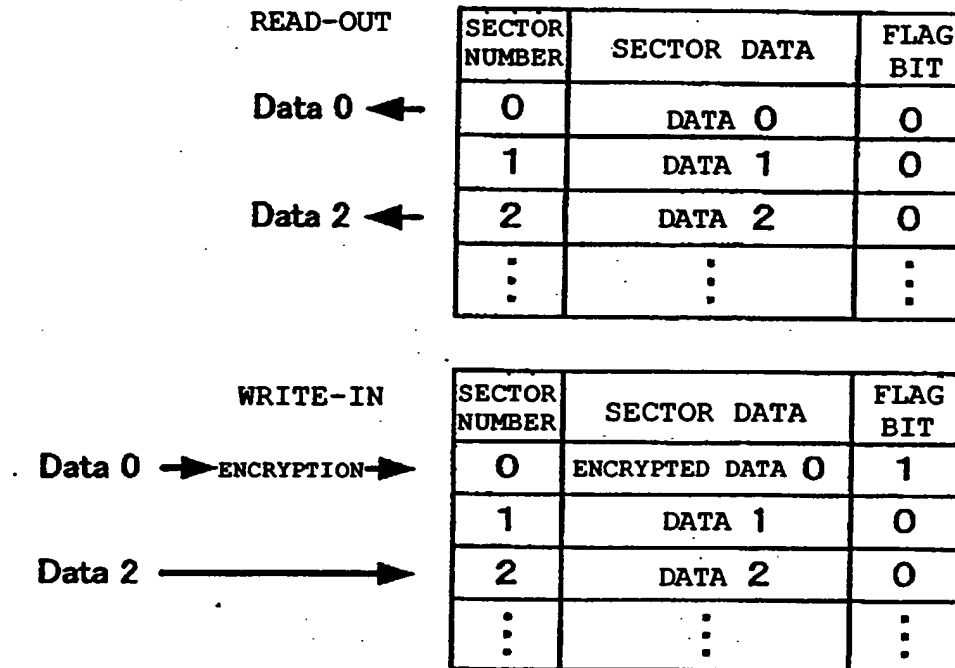 READ-OUT
SECTOR NUMBER SECTOR DATA FLAG BIT
Data 0 0 DATA 0 0
1 DATA 1 0
Data 2 2 DATA 2 0
WRITE-IN
SECTOR NUMBER SECTOR DATA FLAG BIT
Data 0 ENCRYPTION 0 ENCRYPTED DATA 0 1
1 DATA 1 0
Data 2 2 DATA 2 0